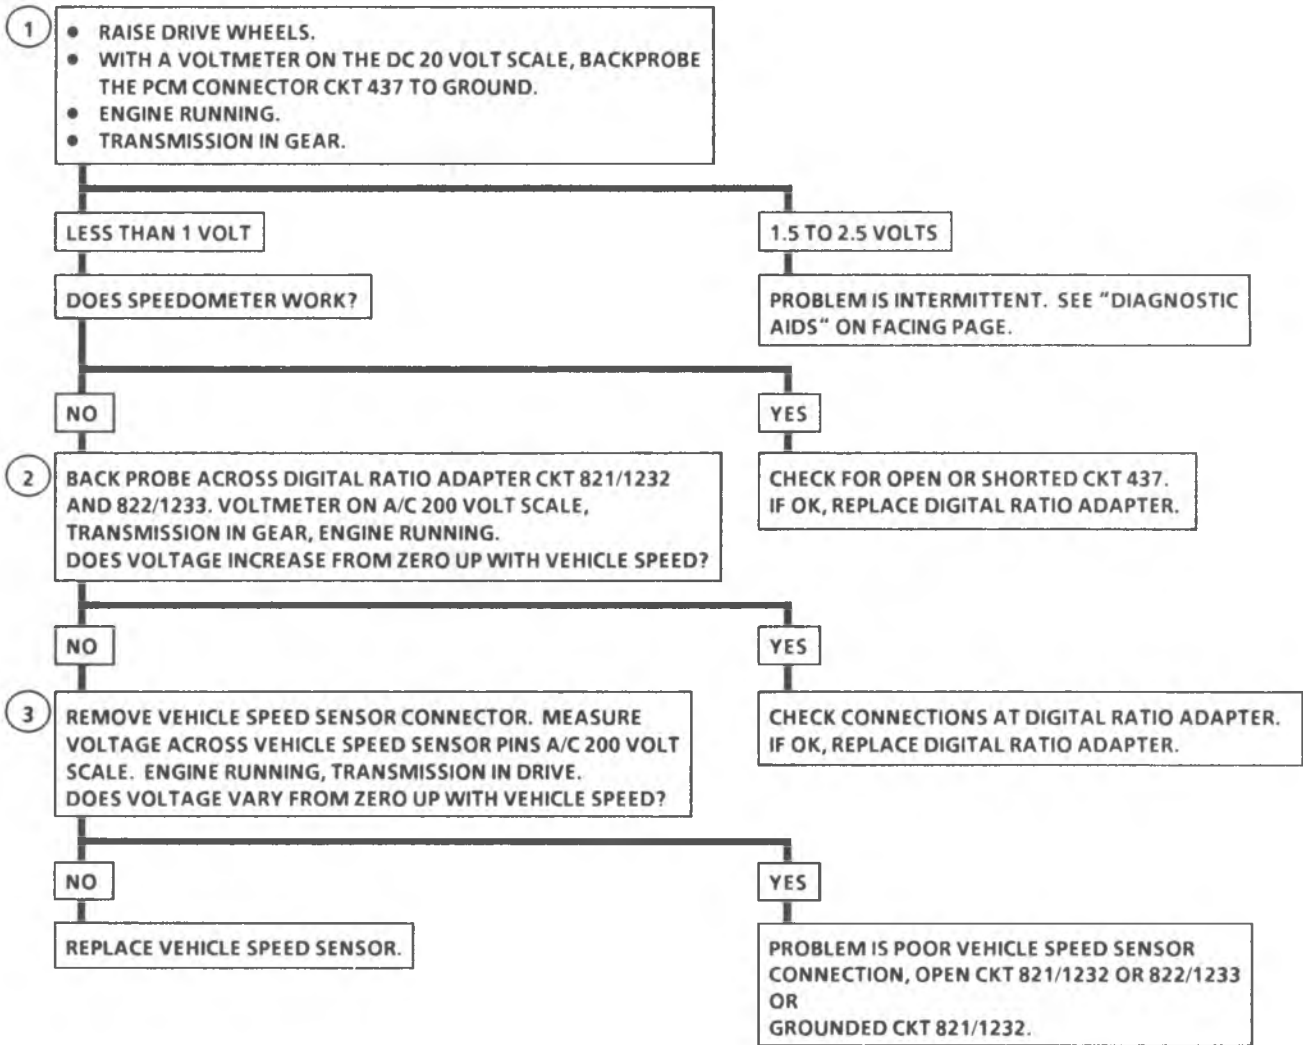 1
• RAISE DRIVE WHEELS.
• WITH A VOLTMETER ON THE DC 20 VOLT SCALE, BACKPROBE
THE PCM CONNECTOR CKT 437 TO GROUND.
• ENGINE RUNNING.
• TRANSMISSION IN GEAR.
LESS THAN 1 VOLT
1.5 TO 2.5 VOLTS
DOES SPEEDOMETER WORK?
PROBLEM IS INTERMITTENT. SEE "DIAGNOSTIC
AIDS" ON FACING PAGE.
NO
YES
2
BACK PROBE ACROSS DIGITAL RATIO ADAPTER CKT 821/1232
AND 822/1233. VOLTMETER ON A/C 200 VOLT SCALE,
TRANSMISSION IN GEAR, ENGINE RUNNING.
DOES VOLTAGE INCREASE FROM ZERO UP WITH VEHICLE SPEED?
CHECK FOR OPEN OR SHORTED CKT 437.
IF OK, REPLACE DIGITAL RATIO ADAPTER.
NO
YES
3
REMOVE VEHICLE SPEED SENSOR CONNECTOR. MEASURE
VOLTAGE ACROSS VEHICLE SPEED SENSOR PINS A/C 200 VOLT
SCALE. ENGINE RUNNING, TRANSMISSION IN DRIVE.
DOES VOLTAGE VARY FROM ZERO UP WITH VEHICLE SPEED?
CHECK CONNECTIONS AT DIGITAL RATIO ADAPTER.
IF OK, REPLACE DIGITAL RATIO ADAPTER.
NO
YES
REPLACE VEHICLE SPEED SENSOR.
PROBLEM IS POOR VEHICLE SPEED SENSOR
CONNECTION, OPEN CKT 821/1232 OR 822/1233
OR
GROUNDED CKT 821/1232.